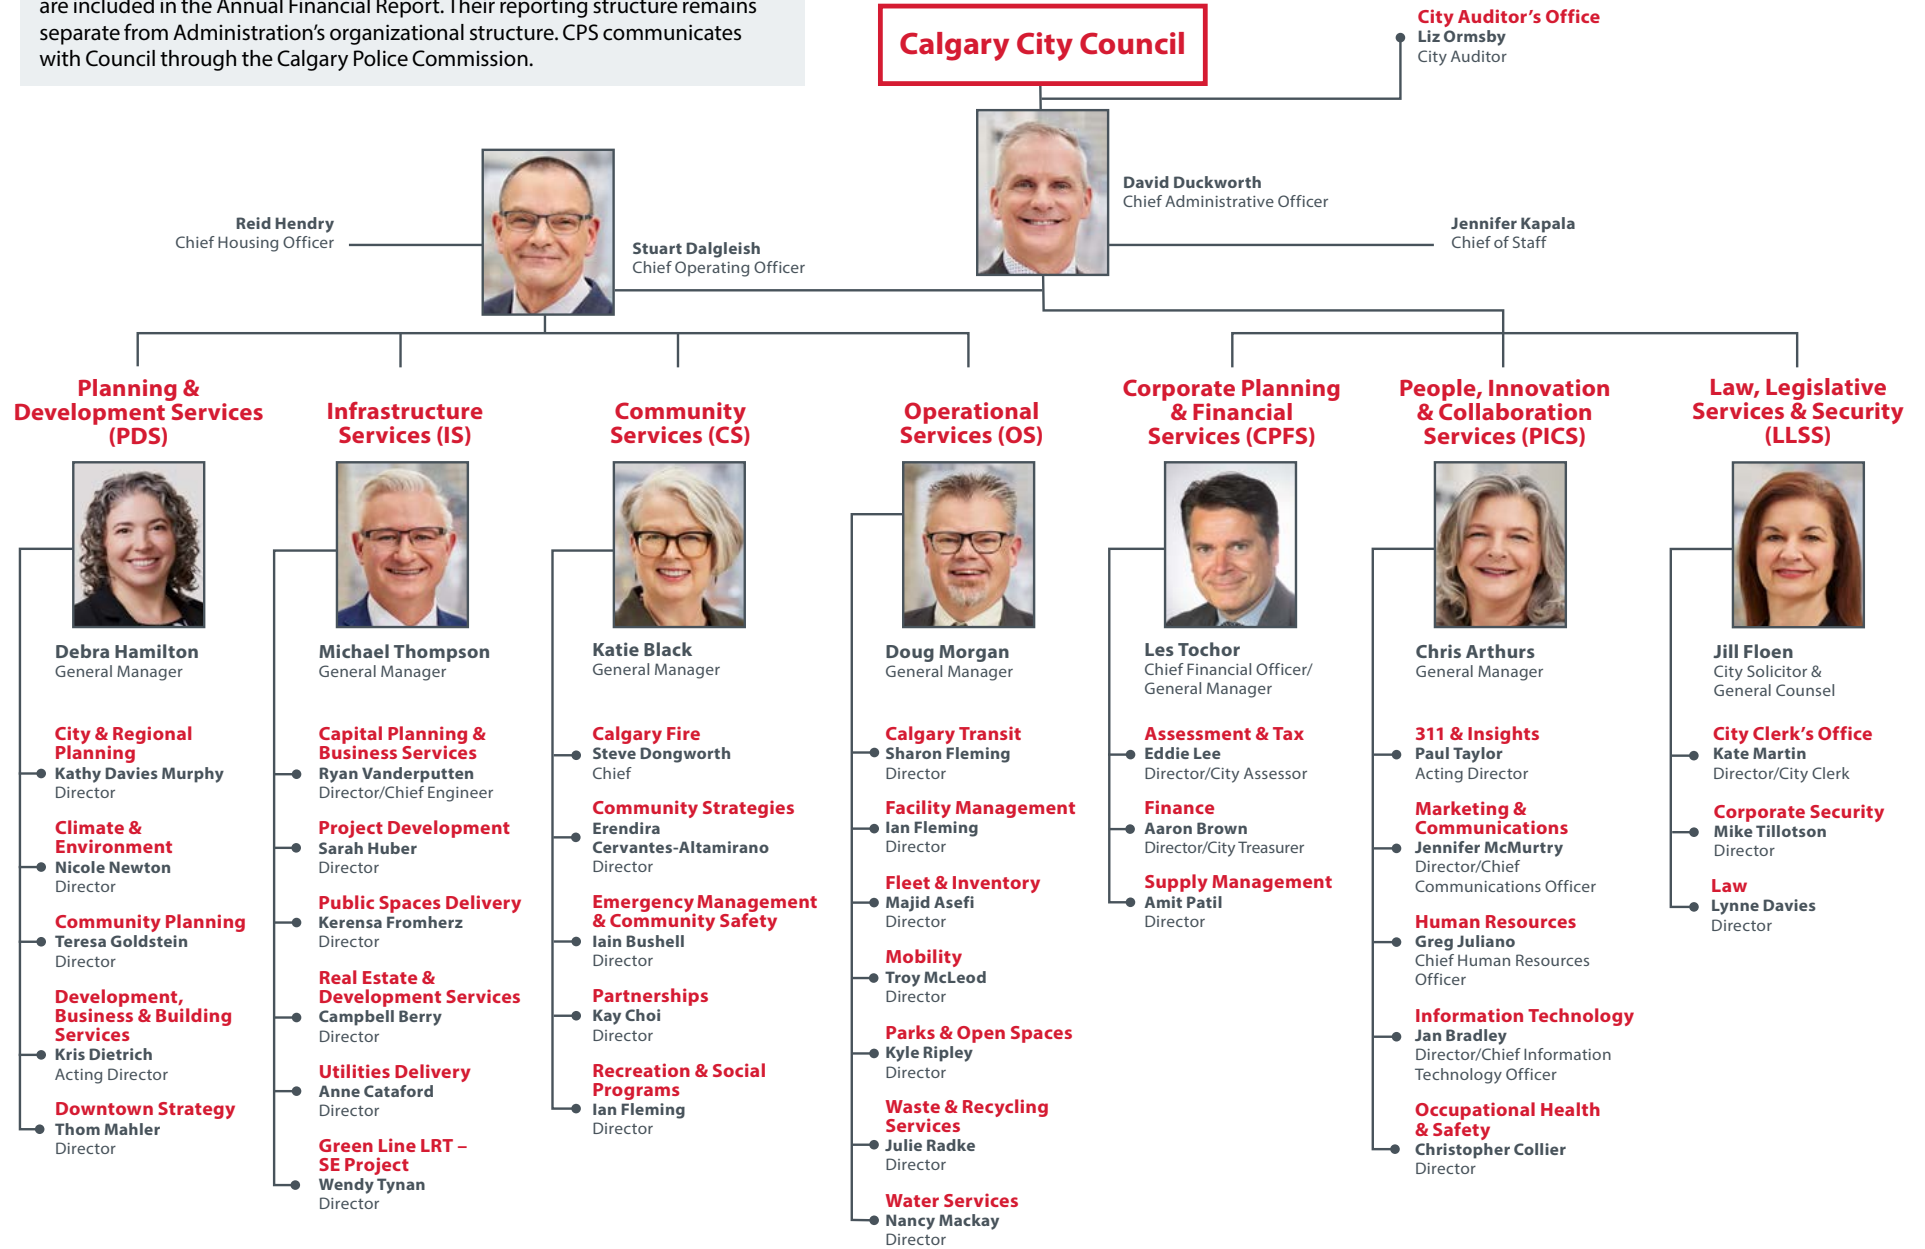 are included in the Annual Financial Report. Their reporting structure remains
separate from Administration's organizational structure. CPS communicates
with Council through the Calgary Police Commission.
Calgary City Council
City Auditor's Office
Liz Ormsby
City Auditor
David Duckworth
Chief Administrative Officer
Reid Hendry
Chief Housing Officer
Stuart Dalgleish
Chief Operating Officer
Jennifer Kapala
Chief of Staff
Planning &
Development Services
(PDS)
Debra Hamilton
General Manager
City & Regional
Planning
Kathy Davies Murphy
Director
Climate &
Environment
Nicole Newton
Director
Community Planning
Teresa Goldstein
Director
Development,
Business & Building
Services
Kris Dietrich
Acting Director
Downtown Strategy
Thom Mahler
Director
Infrastructure
Services (IS)
Michael Thompson
General Manager
Capital Planning &
Business Services
Ryan Vanderputten
Director/Chief Engineer
Project Development
Sarah Huber
Director
Public Spaces Delivery
Kerensa Fromherz
Director
Real Estate &
Development Services
Campbell Berry
Director
Utilities Delivery
Anne Cataford
Director
Green Line LRT –
SE Project
Wendy Tynan
Director
Community
Services (CS)
Katie Black
General Manager
Calgary Fire
Steve Dongworth
Chief
Community Strategies
Erendira
Cervantes-Altamirano
Director
Emergency Management
& Community Safety
Iain Bushell
Director
Partnerships
Kay Choi
Director
Recreation & Social
Programs
Ian Fleming
Director
Operational
Services (OS)
Doug Morgan
General Manager
Calgary Transit
Sharon Fleming
Director
Facility Management
Ian Fleming
Director
Fleet & Inventory
Majid Asefi
Director
Mobility
Troy McLeod
Director
Parks & Open Spaces
Kyle Ripley
Director
Waste & Recycling
Services
Julie Radke
Director
Water Services
Nancy Mackay
Director
Corporate Planning
& Financial
Services (CPFS)
Les Tochor
Chief Financial Officer/
General Manager
Assessment & Tax
Eddie Lee
Director/City Assessor
Finance
Aaron Brown
Director/City Treasurer
Supply Management
Amit Patil
Director
People, Innovation
& Collaboration
Services (PICS)
Chris Arthurs
General Manager
311 & Insights
Paul Taylor
Acting Director
Marketing &
Communications
Jennifer McMurtry
Director/Chief
Communications Officer
Human Resources
Greg Juliano
Chief Human Resources
Officer
Information Technology
Jan Bradley
Director/Chief Information
Technology Officer
Occupational Health
& Safety
Christopher Collier
Director
Law, Legislative
Services & Security
(LLSS)
Jill Floen
City Solicitor &
General Counsel
City Clerk's Office
Kate Martin
Director/City Clerk
Corporate Security
Mike Tillotson
Director
Law
Lynne Davies
Director